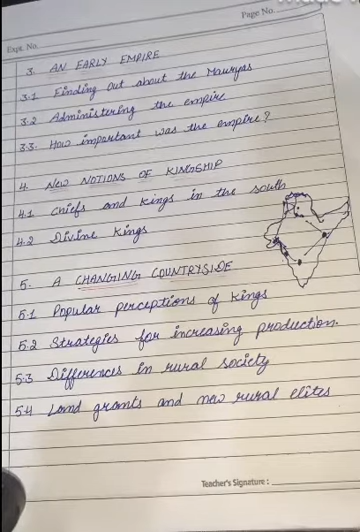 Page No.
Expt. No.
3. AN EARLY EMPIRE
3.1 Finding out about the Mauryas
3.2 Administering the empire
3.3. How important was the empire?
4. NEW NOTIONS OF KINGSHIP
4.1 Chiefs and kings in the south
4.2 Divine kings
5. A CHANGING COUNTRYSIDE
5.1 Popular perceptions of kings
5.2 Strategies for increasing production.
5.3 Differences in rural society
5.4 Land grants and new rural elites
Teacher's Signature :